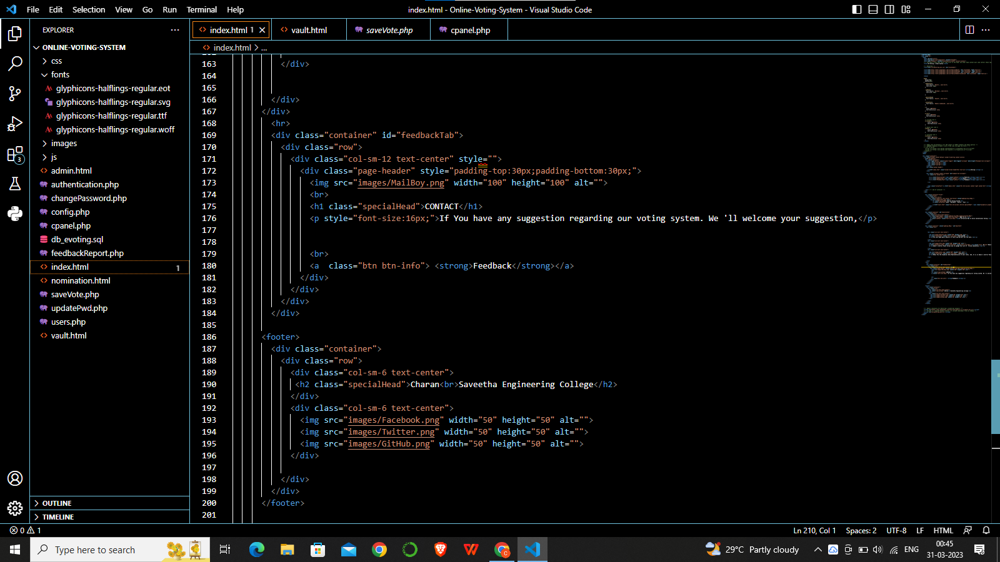 File Edit Selection View Go Run Terminal Help
index.html - Online-Voting-System - Visual Studio Code
EXPLORER
index.html 1
vault.html
saveVote.php
cpanel.php
index.html > ...
ONLINE-VOTING-SYSTEM
css
fonts
glyphicons-halflings-regular.eot
glyphicons-halflings-regular.svg
glyphicons-halflings-regular.ttf
glyphicons-halflings-regular.woff
images
js
admin.html
authentication.php
changePassword.php
config.php
cpanel.php
db_evoting.sql
feedbackReport.php
index.html 1
nomination.html
saveVote.php
updatePwd.php
users.php
vault.html
OUTLINE
TIMELINE
3
163 </div>
164
165
166 </div>
167 </div>
168 <hr>
169 <div class="container" id="feedbackTab">
170 <div class="row">
171 <div class="col-sm-12 text-center" style="">
172 <div class="page-header" style="padding-top:30px;padding-bottom:30px;">
173 <img src="images/MailBoy.png" width="100" height="100" alt="">
174 <br>
175 <h1 class="specialHead">CONTACT</h1>
176 <p style="font-size:16px;">If You have any suggestion regarding our voting system. We 'll welcome your suggestion,</p>
177
178
179 <br>
180 <a  class="btn btn-info"> <strong>Feedback</strong></a>
181 </div>
182 </div>
183 </div>
184 </div>
185
186 <footer>
187 <div class="container">
188 <div class="row">
189 <div class="col-sm-6 text-center">
190 <h2 class="specialHead">Charan<br>Saveetha Engineering College</h2>
191 </div>
192 <div class="col-sm-6 text-center">
193 <img src="images/Facebook.png" width="50" height="50" alt="">
194 <img src="images/Twitter.png" width="50" height="50" alt="">
195 <img src="images/GitHub.png" width="50" height="50" alt="">
196 </div>
197
198 </div>
199 </div>
200 </footer>
201
0 1
Ln 210, Col 1 Spaces: 2 UTF-8 LF HTML
Type here to search
29°C Partly cloudy
ENG
00:45
31-03-2023